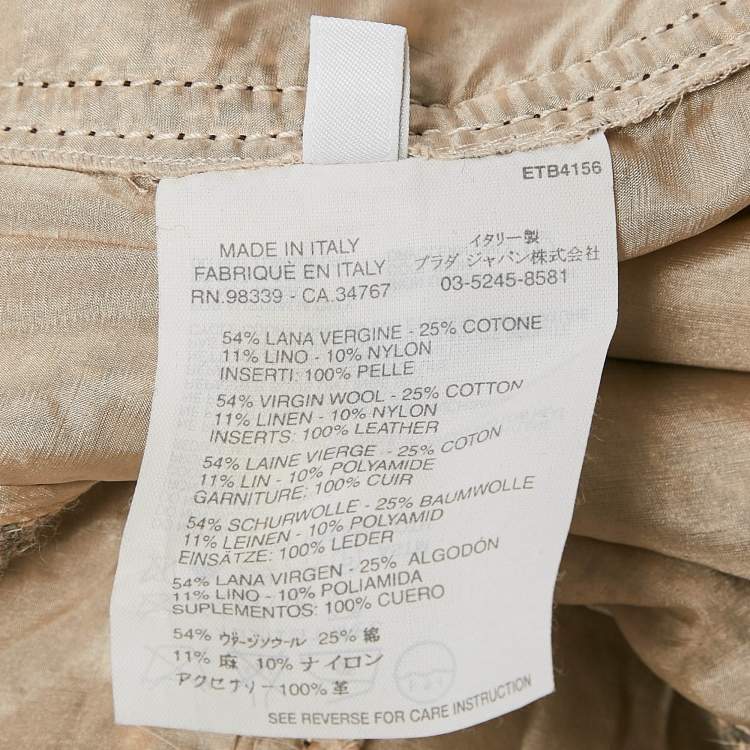 ETB4156
MADE IN ITALY
FABRIQUÉ EN ITALY
RN.98339 - CA.34767
イタリー製
プラダ ジャパン株式会社
03-5245-8581
54% LANA VERGINE - 25% COTONE
11% LINO - 10% NYLON
INSERTI: 100% PELLE
54% VIRGIN WOOL - 25% COTTON
11% LINEN - 10% NYLON
INSERTS: 100% LEATHER
54% LAINE VIERGE - 25% COTON
11% LIN - 10% POLYAMIDE
GARNITURE: 100% CUIR
54% SCHURWOLLE - 25% BAUMWOLLE
11% LEINEN - 10% POLYAMID
EINSÄTZE: 100% LEDER
54% LANA VIRGEN - 25% ALGODÓN
11% LINO - 10% POLIAMIDA
SUPLEMENTOS: 100% CUERO
54% ヴァージンウール 25% 綿
11% 麻 10% ナイロン
アクセサリー100% 革
SEE REVERSE FOR CARE INSTRUCTION